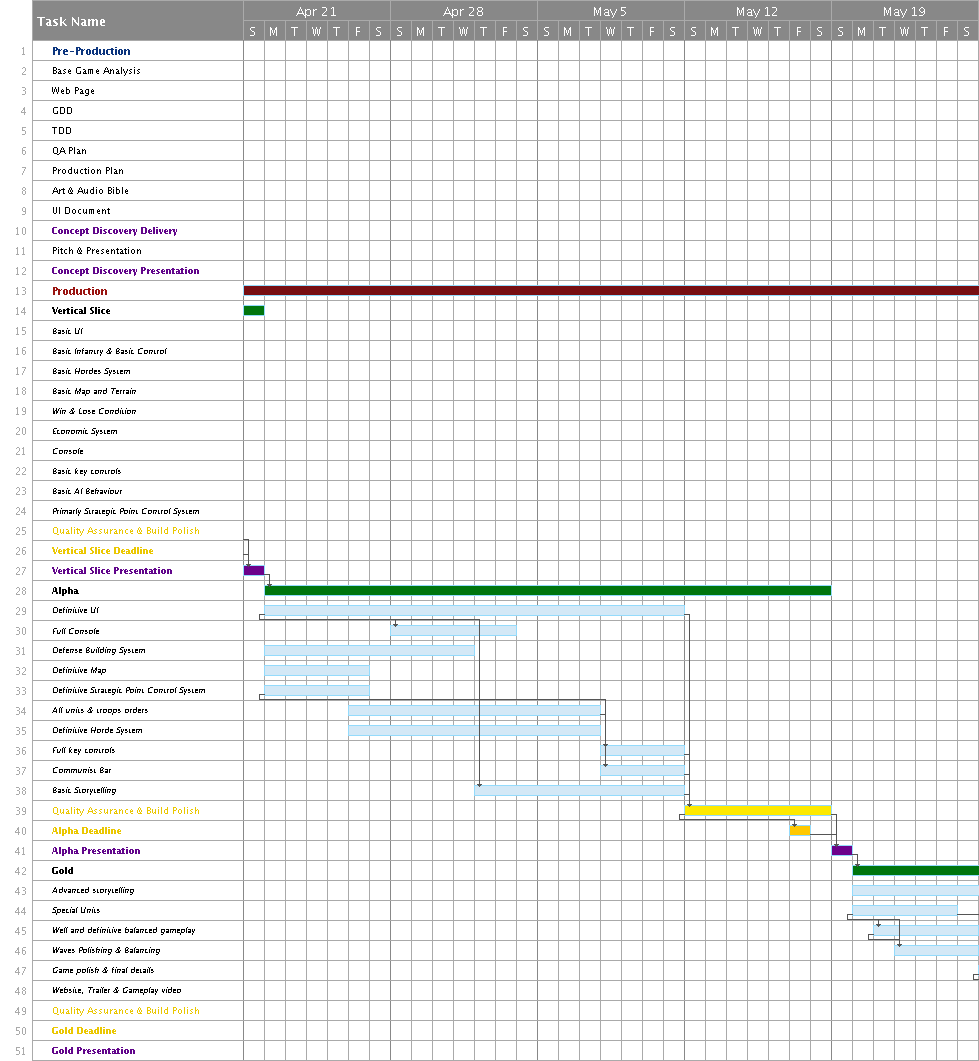 Task Name
Apr 21 Apr 28 May 5 May 12 May 19
S M T W T F S S M T W T F S S M T W T F S S M T W T F S S M T W T F S
1 Pre-Production
2 Base Game Analysis
3 Web Page
4 GDD
5 TDD
6 QA Plan
7 Production Plan
8 Art & Audio Bible
9 UI Document
10 Concept Discovery Delivery
11 Pitch & Presentation
12 Concept Discovery Presentation
13 Production
14 Vertical Slice
15 Basic UI
16 Basic Infantry & Basic Control
17 Basic Hordes System
18 Basic Map and Terrain
19 Win & Lose Condition
20 Economic System
21 Console
22 Basic key controls
23 Basic AI Behaviour
24 Primarly Strategic Point Control System
25 Quality Assurance & Build Polish
26 Vertical Slice Deadline
27 Vertical Slice Presentation
28 Alpha
29 Definitive UI
30 Full Console
31 Defense Building System
32 Definitive Map
33 Definitive Strategic Point Control System
34 All units & troops orders
35 Definitive Horde System
36 Full key controls
37 Communist Bar
38 Basic Storytelling
39 Quality Assurance & Build Polish
40 Alpha Deadline
41 Alpha Presentation
42 Gold
43 Advanced storytelling
44 Special Units
45 Well and definitive balanced gameplay
46 Waves Polishing & Balancing
47 Game polish & final details
48 Website, Trailer & Gameplay video
49 Quality Assurance & Build Polish
50 Gold Deadline
51 Gold Presentation